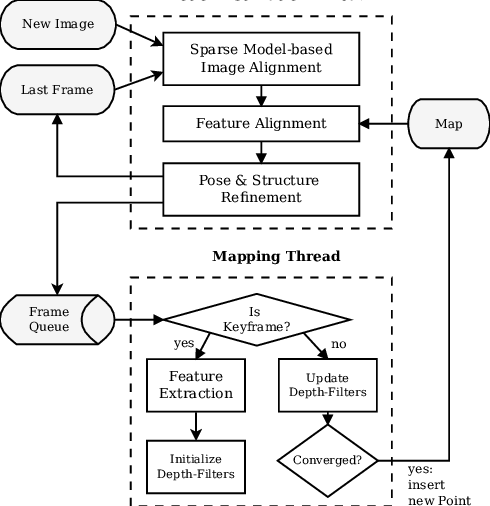 New Image
Sparse Model-based
Image Alignment
Last Frame
Feature Alignment
Map
Pose & Structure
Refinement
Mapping Thread
Frame
Queue
Is
Keyframe?
yes
no
Feature
Extraction
Update
Depth-Filters
Initialize
Depth-Filters
Converged?
yes:
insert
new Point